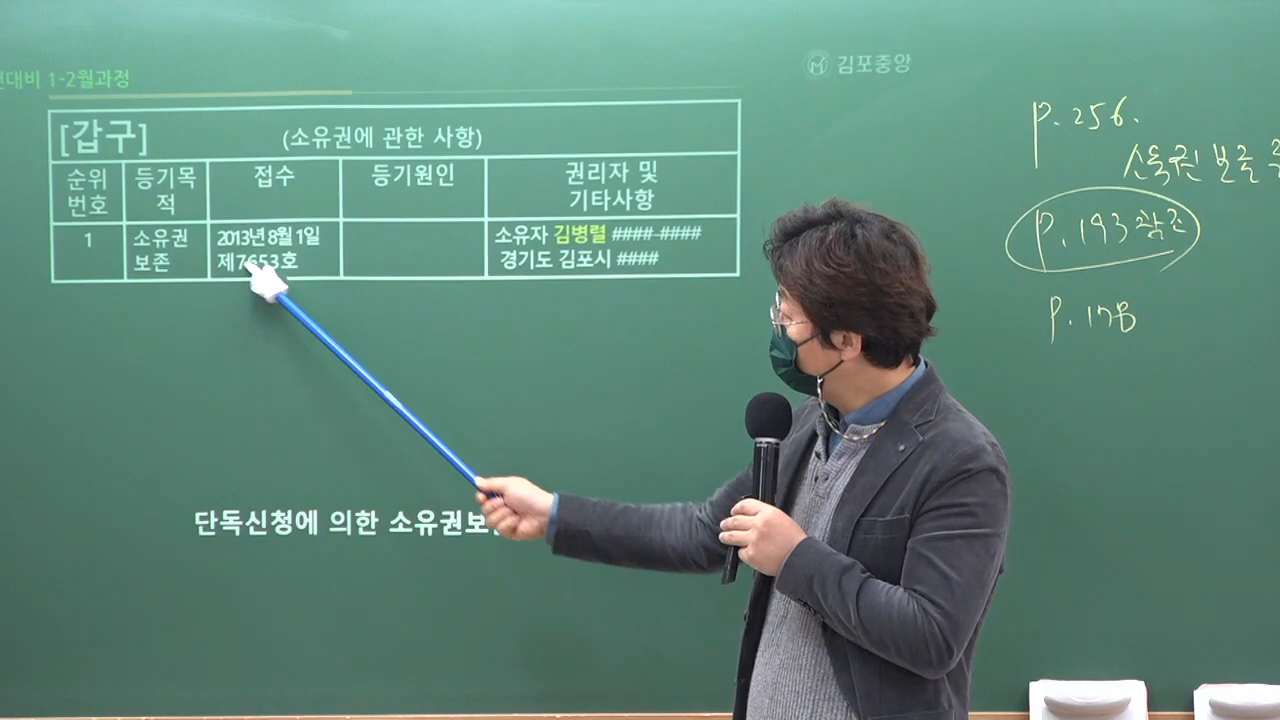 대비 1-2월과정
김포중앙
[갑구] (소유권에 관한 사항)
순위 번호
등기목적
접수
등기원인
권리자 및 기타사항
1
소유권 보존
2013년 8월 1일
제7653호
소유자 김병렬 ####-####
경기도 김포시 ####
단독신청에 의한 소유권보
p. 256.
소유권 보존
p. 193 참조
p. 178